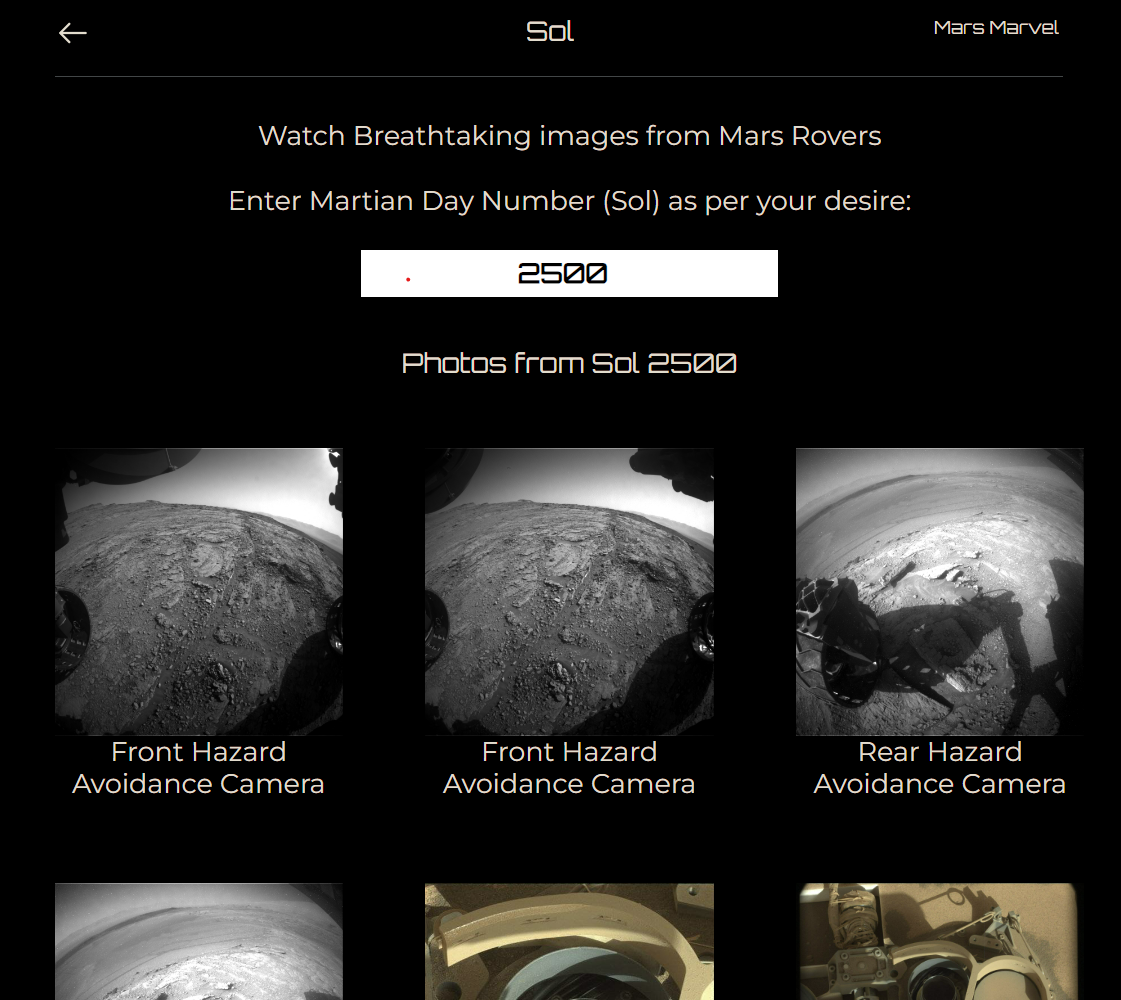 Sol
Mars Marvel
Watch Breathtaking images from Mars Rovers
Enter Martian Day Number (Sol) as per your desire:
2500
Photos from Sol 2500
Front Hazard
Avoidance Camera
Front Hazard
Avoidance Camera
Rear Hazard
Avoidance Camera